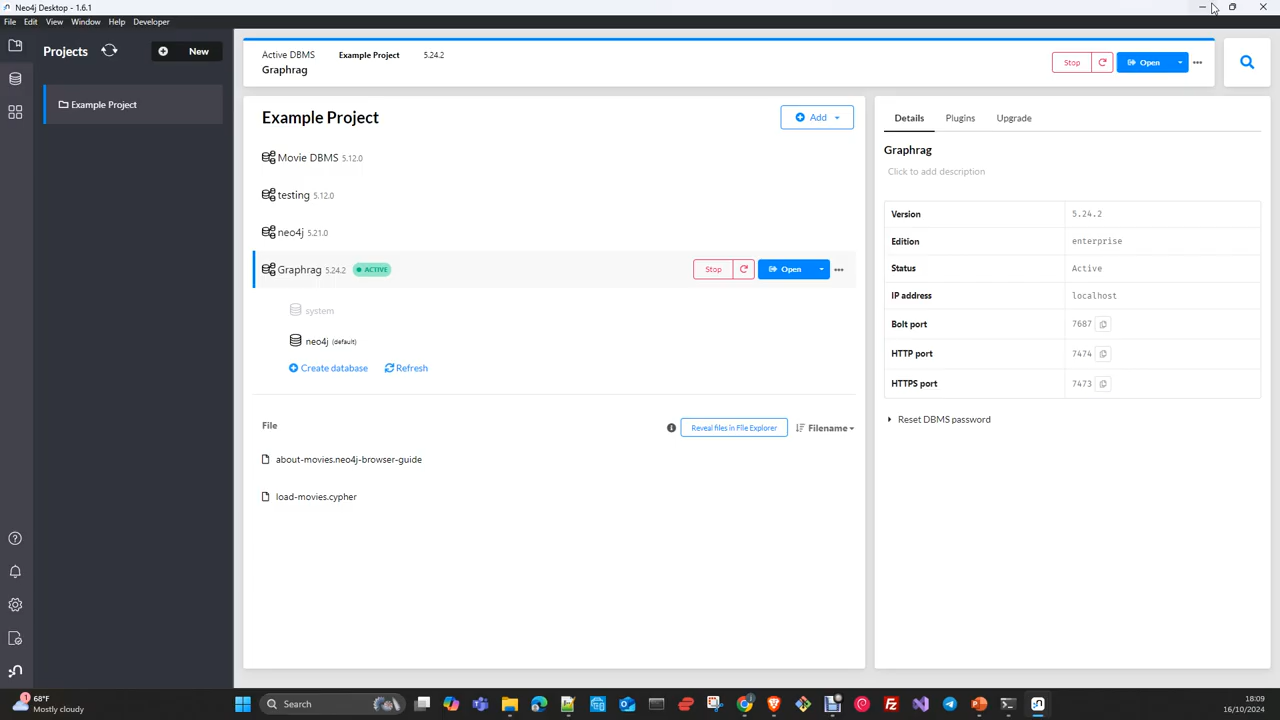 Neo4j Desktop - 1.6.1
File Edit View Window Help Developer
Projects
New
Example Project
Active DBMS Example Project 5.24.2
Graphrag
Stop
Open
Example Project
Add
Movie DBMS 5.12.0
testing 5.12.0
neo4j 5.21.0
Graphrag 5.24.2 ACTIVE
Stop
Open
system
neo4j (default)
Create database Refresh
File
Reveal files in File Explorer
Filename
about-movies.neo4j-browser-guide
load-movies.cypher
Details Plugins Upgrade
Graphrag
Click to add description
Version 5.24.2
Edition enterprise
Status Active
IP address localhost
Bolt port 7687
HTTP port 7474
HTTPS port 7473
Reset DBMS password
1
68°F
Mostly cloudy
Search
18:09
16/10/2024